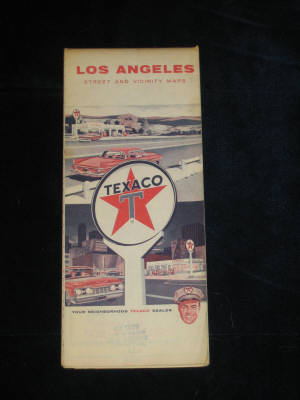 LOS ANGELES
STREET AND VICINITY MAPS
TEXACO
T
YOUR NEIGHBORHOOD TEXACO DEALER